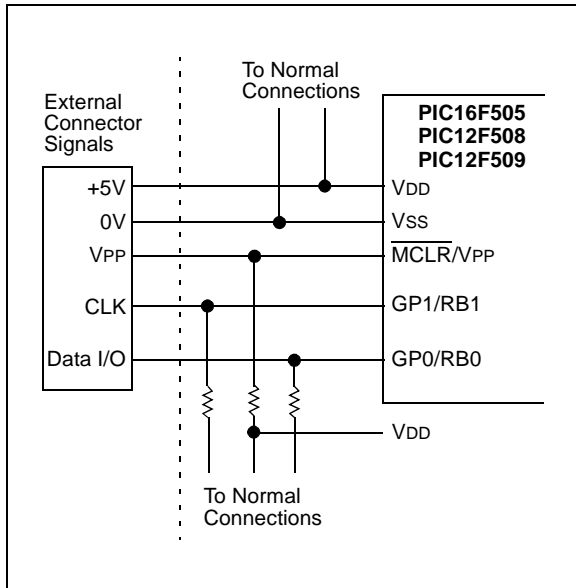 To Normal
Connections
External
Connector
Signals
PIC16F505
PIC12F508
PIC12F509
+5V
VDD
0V
VSS
VPP
MCLR/VPP
CLK
GP1/RB1
Data I/O
GP0/RB0
VDD
To Normal
Connections